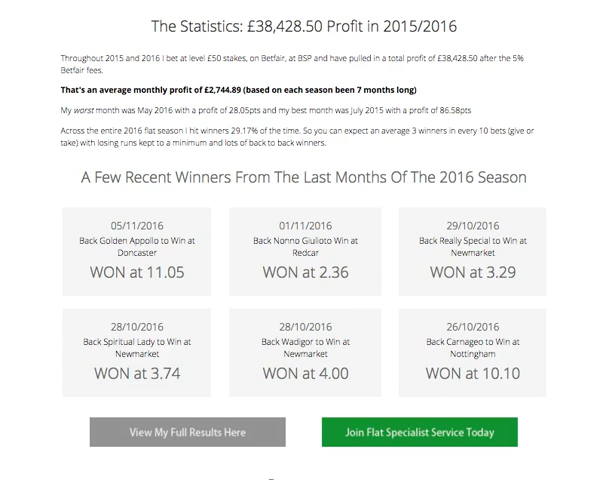 The Statistics: £38,428.50 Profit in 2015/2016
Throughout 2015 and 2016 I bet at level £50 stakes, on Betfair, at BSP and have pulled in a total profit of £38,428.50 after the 5%
Betfair fees.
That's an average monthly profit of £2,744.89 (based on each season been 7 months long)
My worst month was May 2016 with a profit of 28.05pts and my best month was July 2015 with a profit of 86.58pts
Across the entire 2016 flat season I hit winners 29.17% of the time. So you can expect an average 3 winners in every 10 bets (give or
take) with losing runs kept to a minimum and lots of back to back winners.
A Few Recent Winners From The Last Months Of The 2016 Season
05/11/2016
Back Golden Appollo to Win at
Doncaster
WON at 11.05
01/11/2016
Back Nonno Giulioto Win at
Redcar
WON at 2.36
29/10/2016
Back Really Special to Win at
Newmarket
WON at 3.29
28/10/2016
Back Spiritual Lady to Win at
Newmarket
WON at 3.74
28/10/2016
Back Wadigor to Win at
Newmarket
WON at 4.00
26/10/2016
Back Carnageo to Win at
Nottingham
WON at 10.10
View My Full Results Here
Join Flat Specialist Service Today